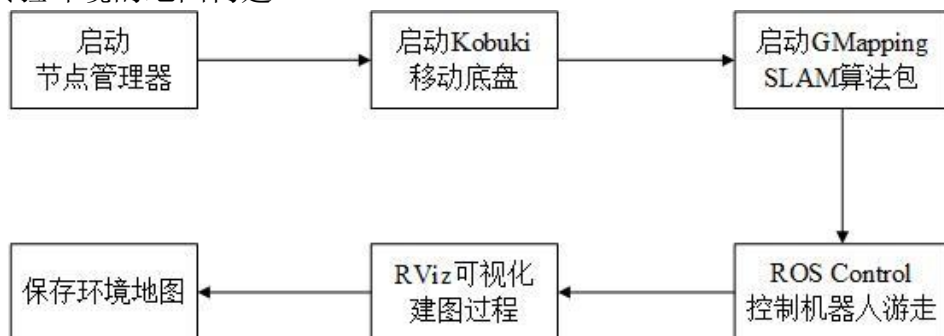 启动
节点管理器
启动Kobuki
移动底盘
启动GMapping
SLAM算法包
ROS Control
控制机器人游走
RViz可视化
建图过程
保存环境地图